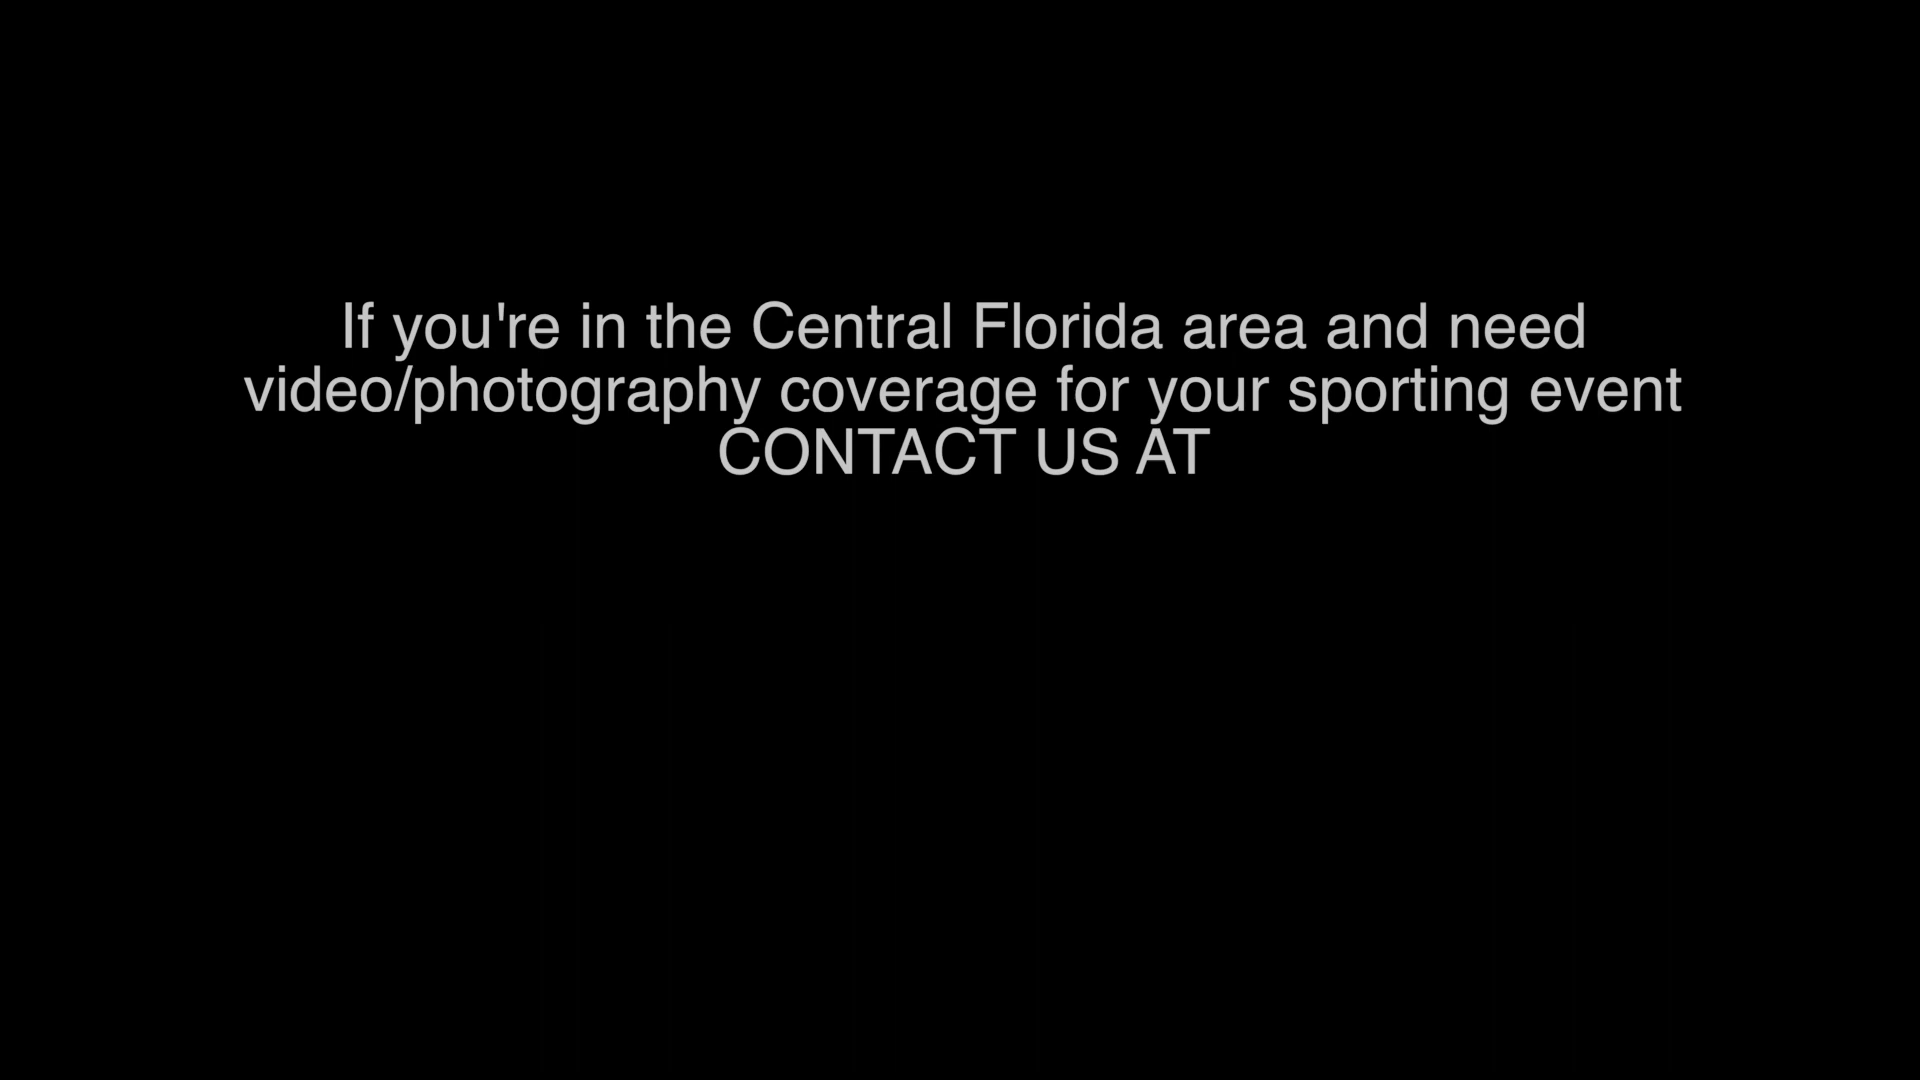 If you're in the Central Florida area and need
video/photography coverage for your sporting event
CONTACT US AT